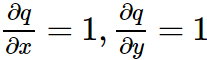 ∂q/∂x = 1, ∂q/∂y = 1